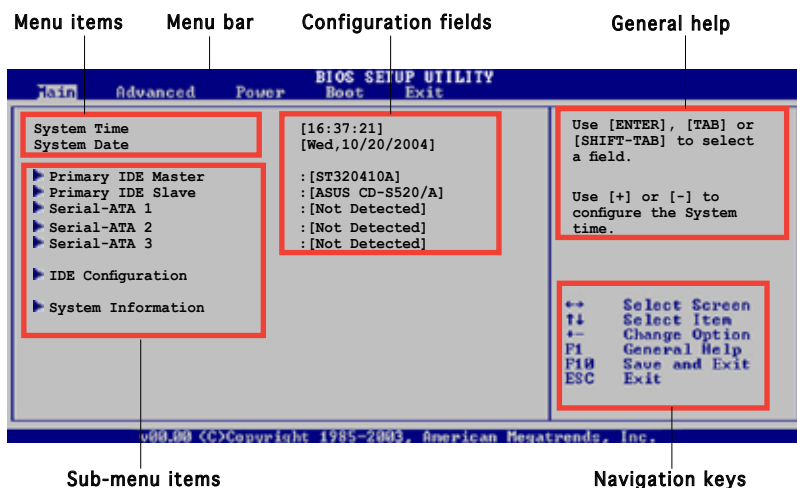 Menu items Menu bar Configuration fields General help
BIOS SETUP UTILITY
Main Advanced Power Boot Exit
System Time [16:37:21]
System Date [Wed,10/20/2004]
Primary IDE Master :[ST320410A]
Primary IDE Slave :[ASUS CD-S520/A]
Serial-ATA 1 :[Not Detected]
Serial-ATA 2 :[Not Detected]
Serial-ATA 3 :[Not Detected]
IDE Configuration
System Information
Use [ENTER], [TAB] or
[SHIFT-TAB] to select
a field.
Use [+] or [-] to
configure the System
time.
↔ Select Screen
↑↓ Select Item
+- Change Option
F1 General Help
F10 Save and Exit
ESC Exit
v00.00 (C)Copyright 1985-2003, American Megatrends, Inc.
Sub-menu items Navigation keys